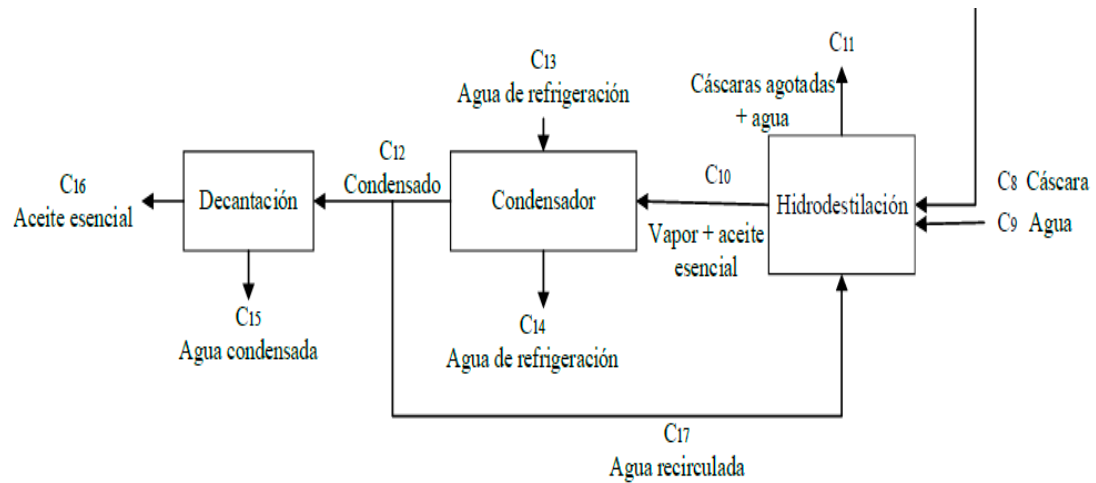 C11
Cáscaras agotadas
+ agua
C13
Agua de refrigeración
C12
Condensado
C16
Aceite esencial
Decantación
Condensador
C10
Vapor + aceite
esencial
Hidrodestilación
C8 Cáscara
C9 Agua
C15
Agua condensada
C14
Agua de refrigeración
C17
Agua recirculada